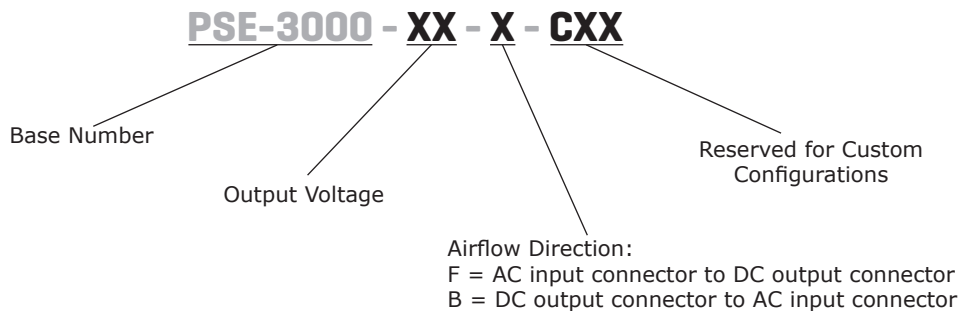 PSE-3000 - XX - X - CXX
Base Number
Output Voltage
Reserved for Custom
Configurations
Airflow Direction:
F = AC input connector to DC output connector
B = DC output connector to AC input connector